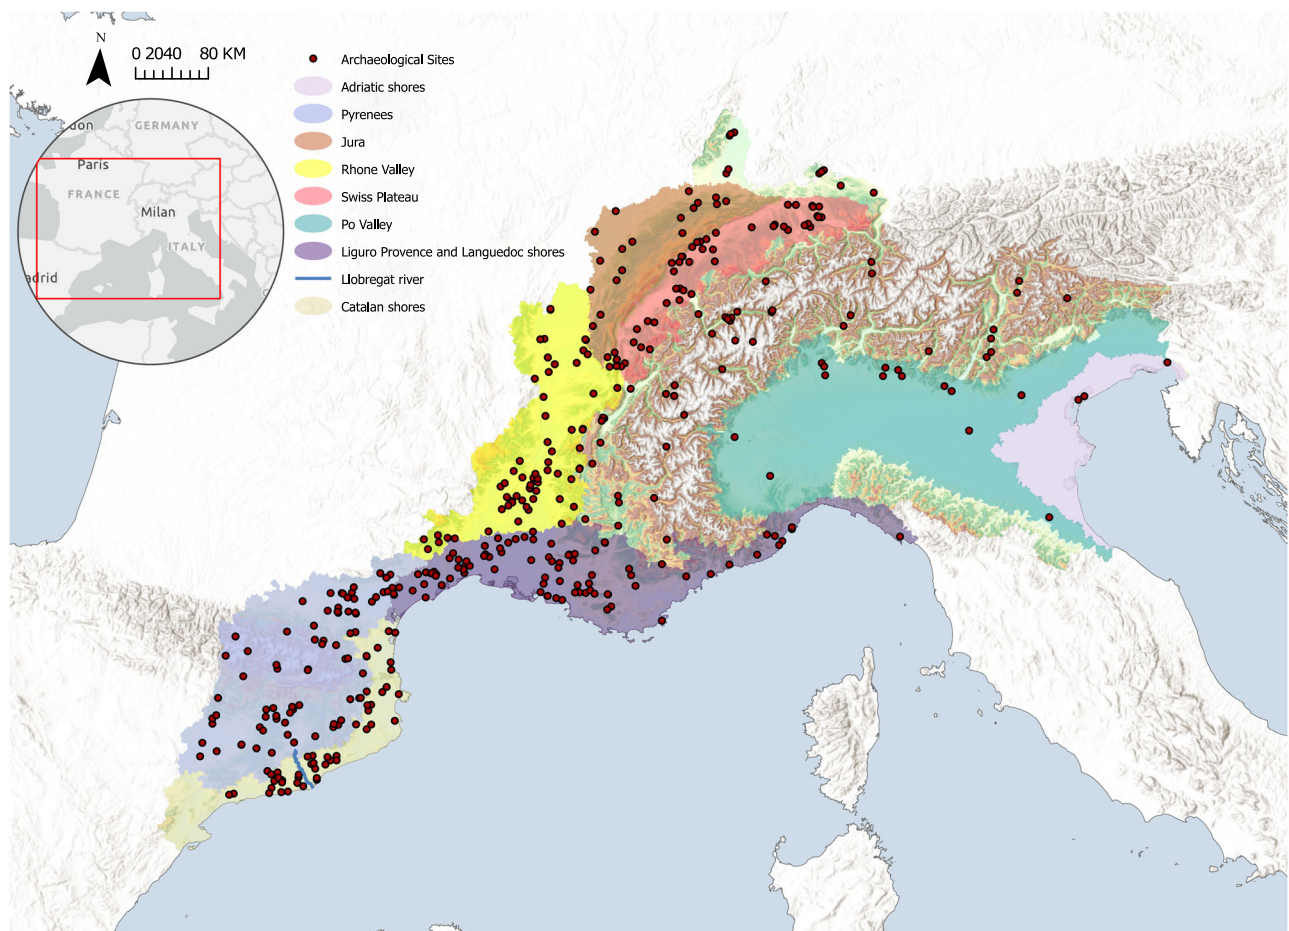 N
0 2040 80 KM
Archaeological Sites
Adriatic shores
Pyrenees
Jura
Rhone Valley
Swiss Plateau
Po Valley
Liguro Provence and Languedoc shores
Llobregat river
Catalan shores
don
GERMANY
Paris
FRANCE
Milan
ITALY
adrid